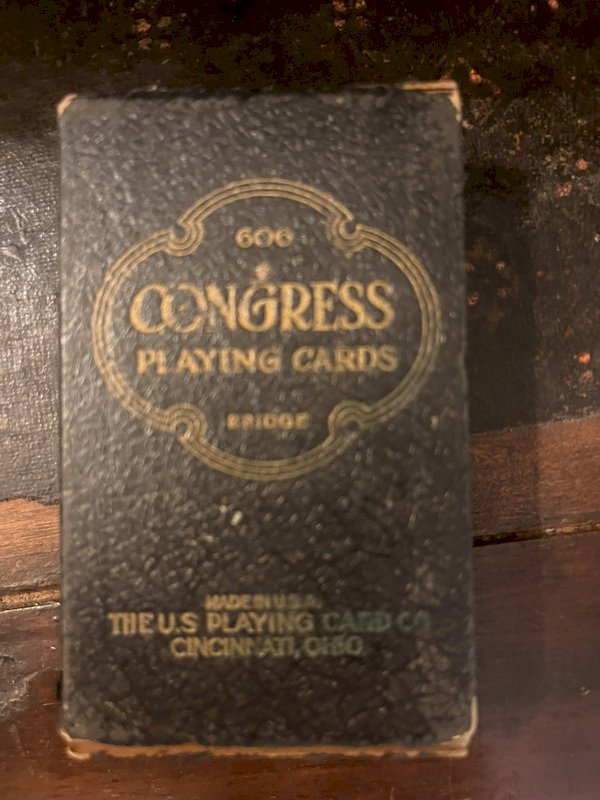 606
CONGRESS
PLAYING CARDS
BRIDGE
MADE IN U.S.A.
THE U.S PLAYING CARD CO
CINCINNATI, OHIO